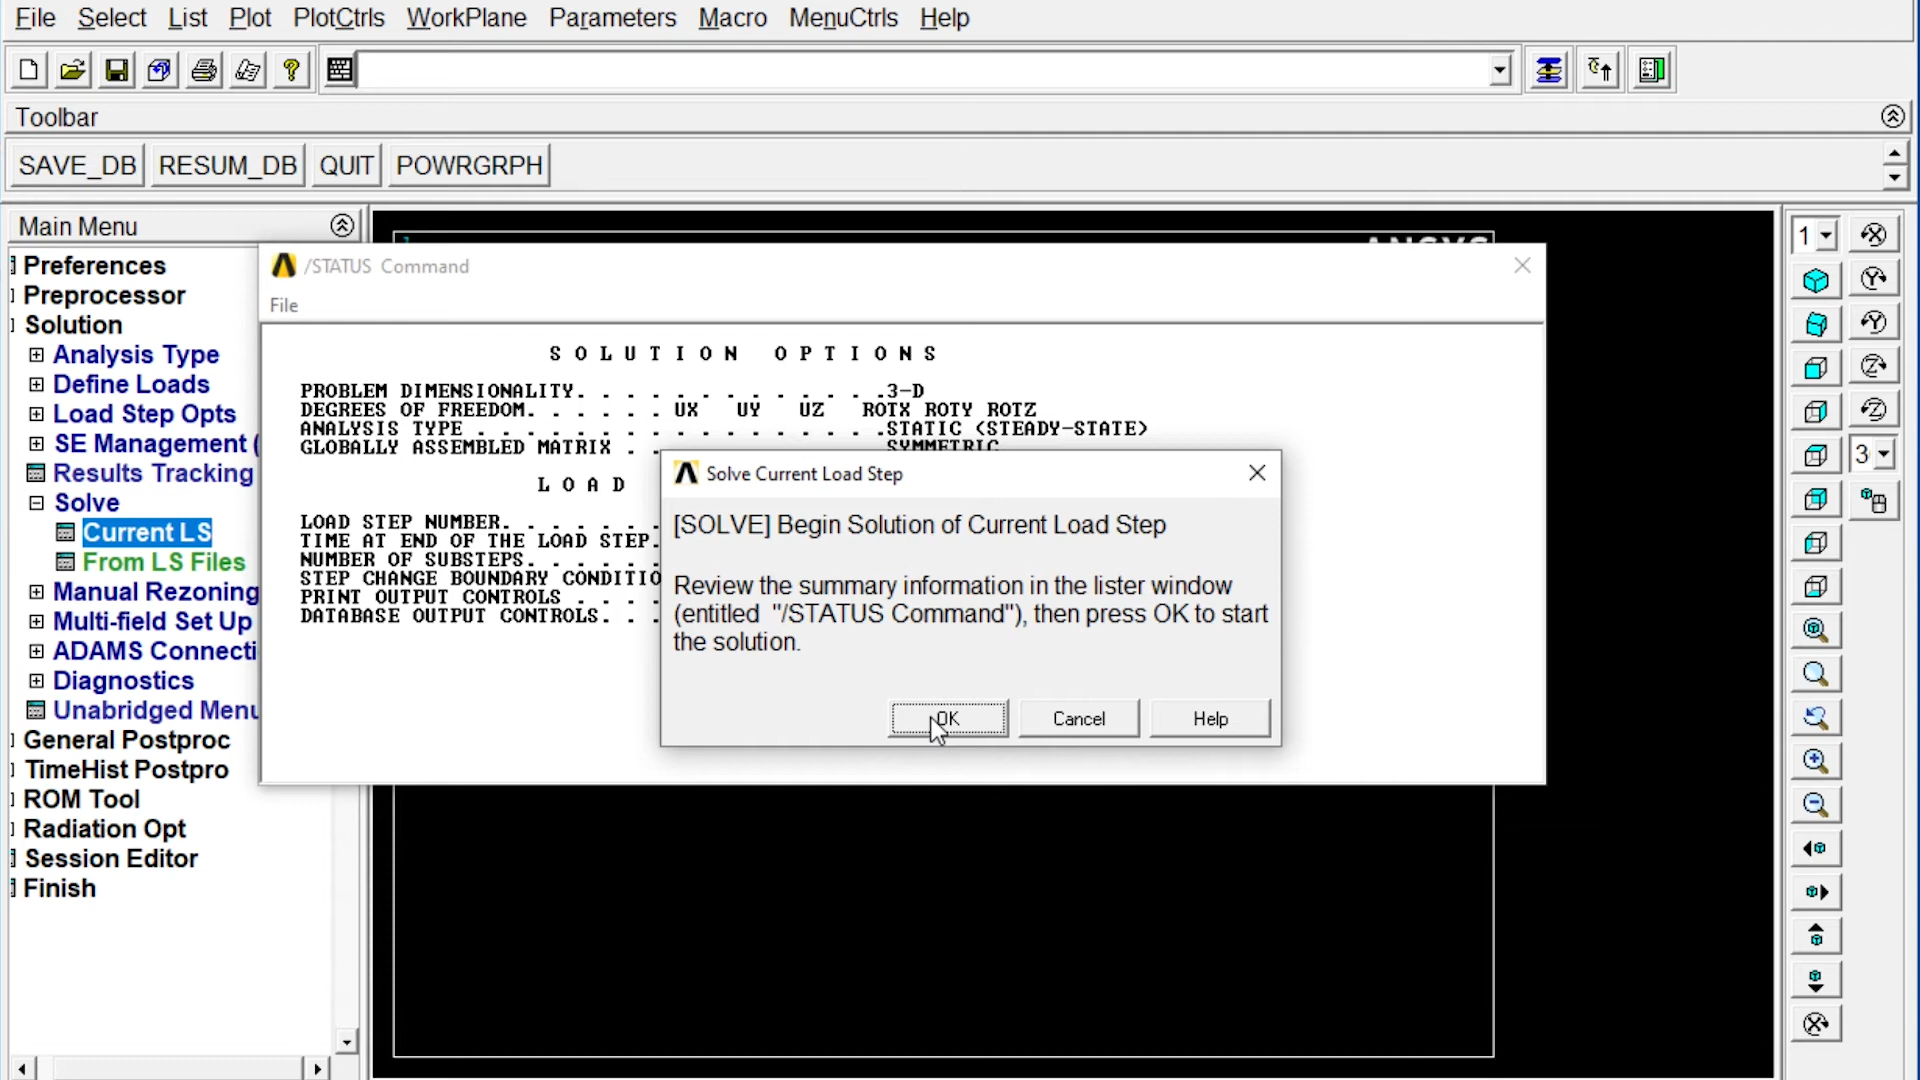 File Select List Plot PlotCtrls WorkPlane Parameters Macro MenuCtrls Help
Toolbar
SAVE_DB RESUM_DB QUIT POWRGRPH
Main Menu
Preferences
Preprocessor
Solution
Analysis Type
Define Loads
Load Step Opts
SE Management (
Results Tracking
Solve
Current LS
From LS Files
Manual Rezoning
Multi-field Set Up
ADAMS Connecti
Diagnostics
Unabridged Menu
General Postproc
TimeHist Postpro
ROM Tool
Radiation Opt
Session Editor
Finish
1
ANSYS
/STATUS Command
File
S O L U T I O N   O P T I O N S
PROBLEM DIMENSIONALITY. . . . . . . . . . . . .3-D
DEGREES OF FREEDOM. . . . . . UX UY UZ ROTX ROTY ROTZ
ANALYSIS TYPE . . . . . . . . . . . . . . . . .STATIC (STEADY-STATE)
GLOBALLY ASSEMBLED MATRIX . . SYMMETRIC
L O A D
LOAD STEP NUMBER. . . . . . .
TIME AT END OF THE LOAD STEP.
NUMBER OF SUBSTEPS. . . . . .
STEP CHANGE BOUNDARY CONDITIO
PRINT OUTPUT CONTROLS . . . .
DATABASE OUTPUT CONTROLS. . .
Solve Current Load Step
[SOLVE] Begin Solution of Current Load Step
Review the summary information in the lister window
(entitled "/STATUS Command"), then press OK to start
the solution.
OK Cancel Help
1
3